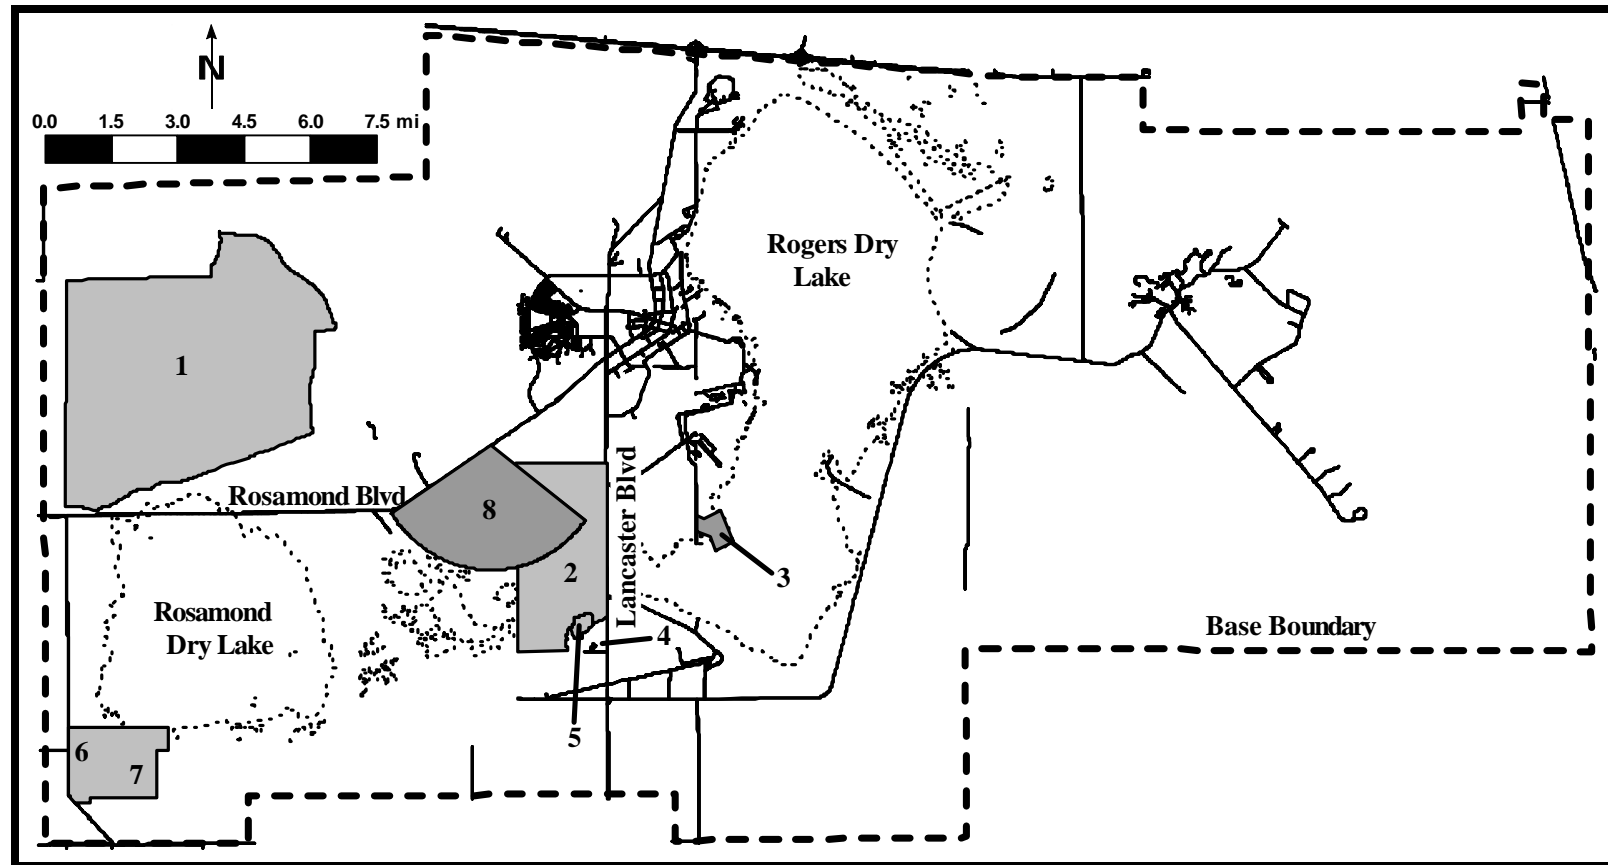 N
0.0 1.5 3.0 4.5 6.0 7.5 mi
Rogers Dry
Lake
1
Rosamond Blvd
8
Lancaster Blvd
2
3
Rosamond
Dry Lake
4
Base Boundary
5
6
7